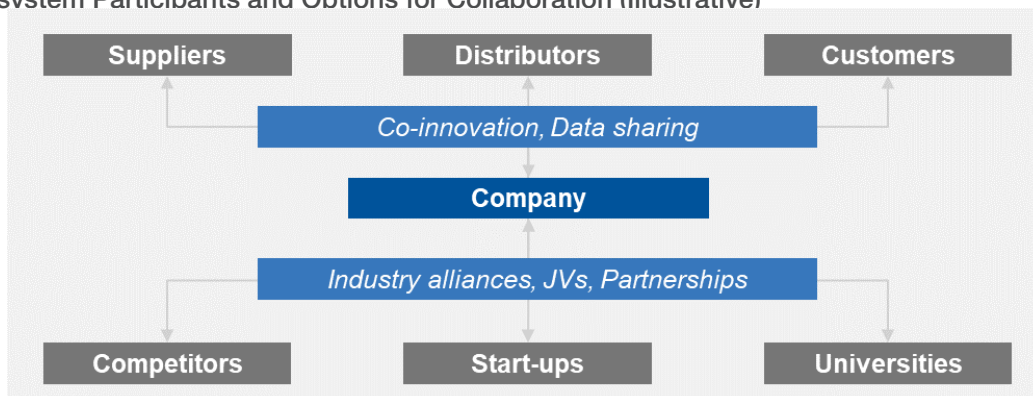 system Participants and Options for Collaboration (Illustrative)
Suppliers
Distributors
Customers
Co-innovation, Data sharing
Company
Industry alliances, JVs, Partnerships
Competitors
Start-ups
Universities